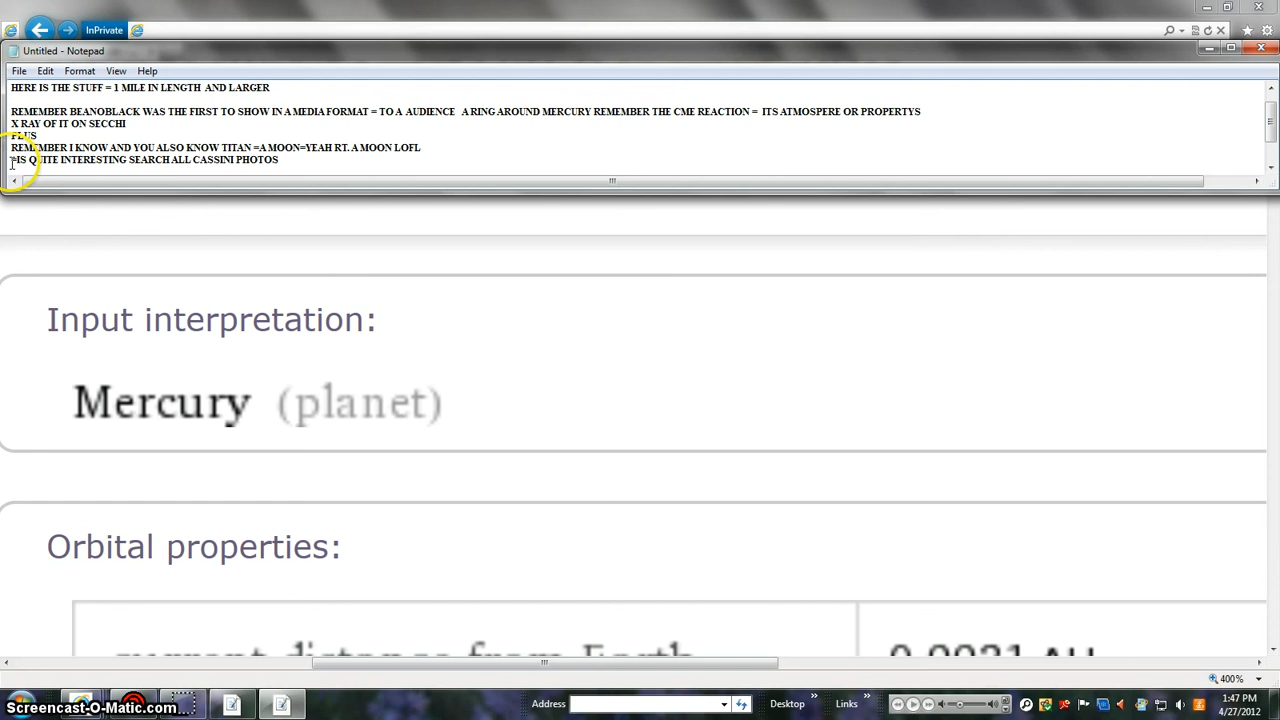 InPrivate
Untitled - Notepad
File Edit Format View Help
HERE IS THE STUFF = 1 MILE IN LENGTH AND LARGER
REMEMBER BEANOBLACK WAS THE FIRST TO SHOW IN A MEDIA FORMAT = TO A AUDIENCE A RING AROUND MERCURY REMEMBER THE CME REACTION = ITS ATMOSPERE OR PROPERTYS
X RAY OF IT ON SECCHI
PLUS
REMEMBER I KNOW AND YOU ALSO KNOW TITAN =A MOON=YEAH RT. A MOON LOFL
=IS QUITE INTERESTING SEARCH ALL CASSINI PHOTOS
Input interpretation:
Mercury (planet)
Orbital properties:
current distance from Earth
400%
Address Desktop Links
1:47 PM
4/27/2012
Screencast-O-Matic.com